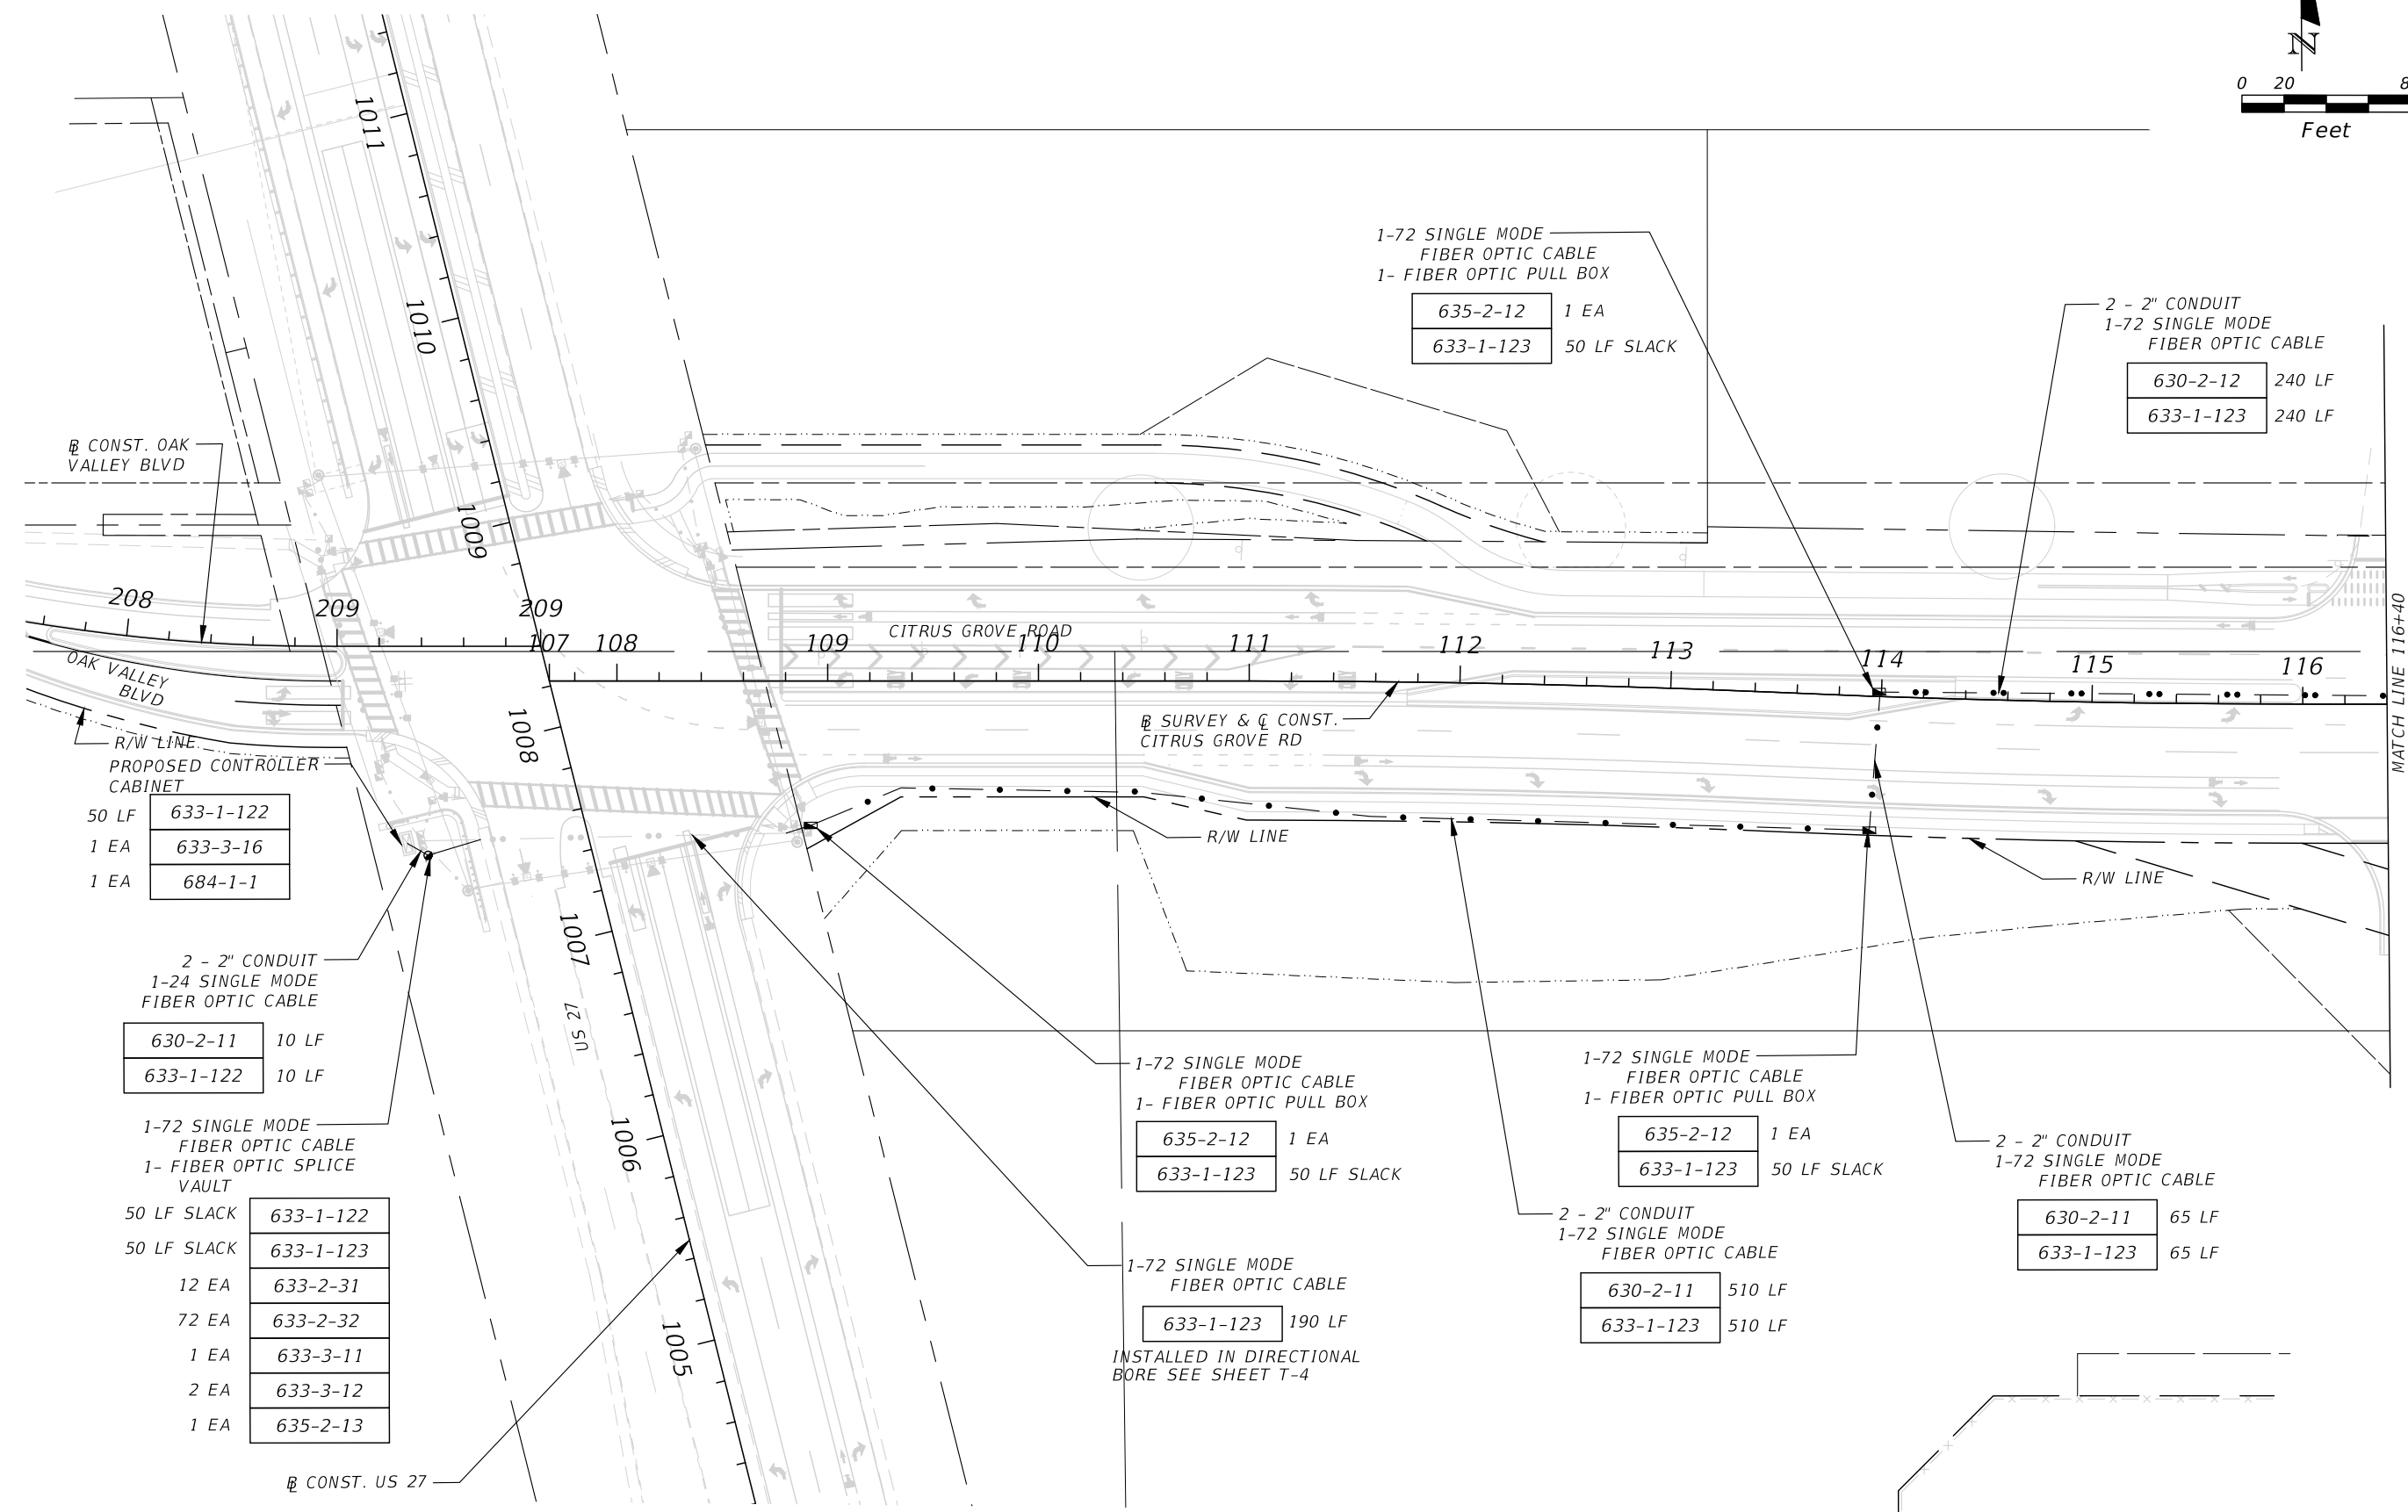 N
0 20 8
Feet
1011
1010
1009
1008
1007
1006
1005
1-72 SINGLE MODE
FIBER OPTIC CABLE
1- FIBER OPTIC PULL BOX
635-2-12 1 EA
633-1-123 50 LF SLACK
2 - 2" CONDUIT
1-72 SINGLE MODE
FIBER OPTIC CABLE
630-2-12 240 LF
633-1-123 240 LF
BL CONST. OAK
VALLEY BLVD
208
209
209
107 108
109
110
111
112
113
114
115
116
CITRUS GROVE ROAD
MATCH LINE 116+40
OAK VALLEY
BLVD
R/W LINE
BL SURVEY & CL CONST.
CITRUS GROVE RD
PROPOSED CONTROLLER
CABINET
50 LF 633-1-122
1 EA 633-3-16
1 EA 684-1-1
R/W LINE
R/W LINE
2 - 2" CONDUIT
1-24 SINGLE MODE
FIBER OPTIC CABLE
630-2-11 10 LF
633-1-122 10 LF
US 27
1-72 SINGLE MODE
FIBER OPTIC CABLE
1- FIBER OPTIC SPLICE
VAULT
50 LF SLACK 633-1-122
50 LF SLACK 633-1-123
12 EA 633-2-31
72 EA 633-2-32
1 EA 633-3-11
2 EA 633-3-12
1 EA 635-2-13
BL CONST. US 27
1-72 SINGLE MODE
FIBER OPTIC CABLE
1- FIBER OPTIC PULL BOX
635-2-12 1 EA
633-1-123 50 LF SLACK
1-72 SINGLE MODE
FIBER OPTIC CABLE
633-1-123 190 LF
INSTALLED IN DIRECTIONAL
BORE SEE SHEET T-4
1-72 SINGLE MODE
FIBER OPTIC CABLE
1- FIBER OPTIC PULL BOX
635-2-12 1 EA
633-1-123 50 LF SLACK
2 - 2" CONDUIT
1-72 SINGLE MODE
FIBER OPTIC CABLE
630-2-11 510 LF
633-1-123 510 LF
2 - 2" CONDUIT
1-72 SINGLE MODE
FIBER OPTIC CABLE
630-2-11 65 LF
633-1-123 65 LF